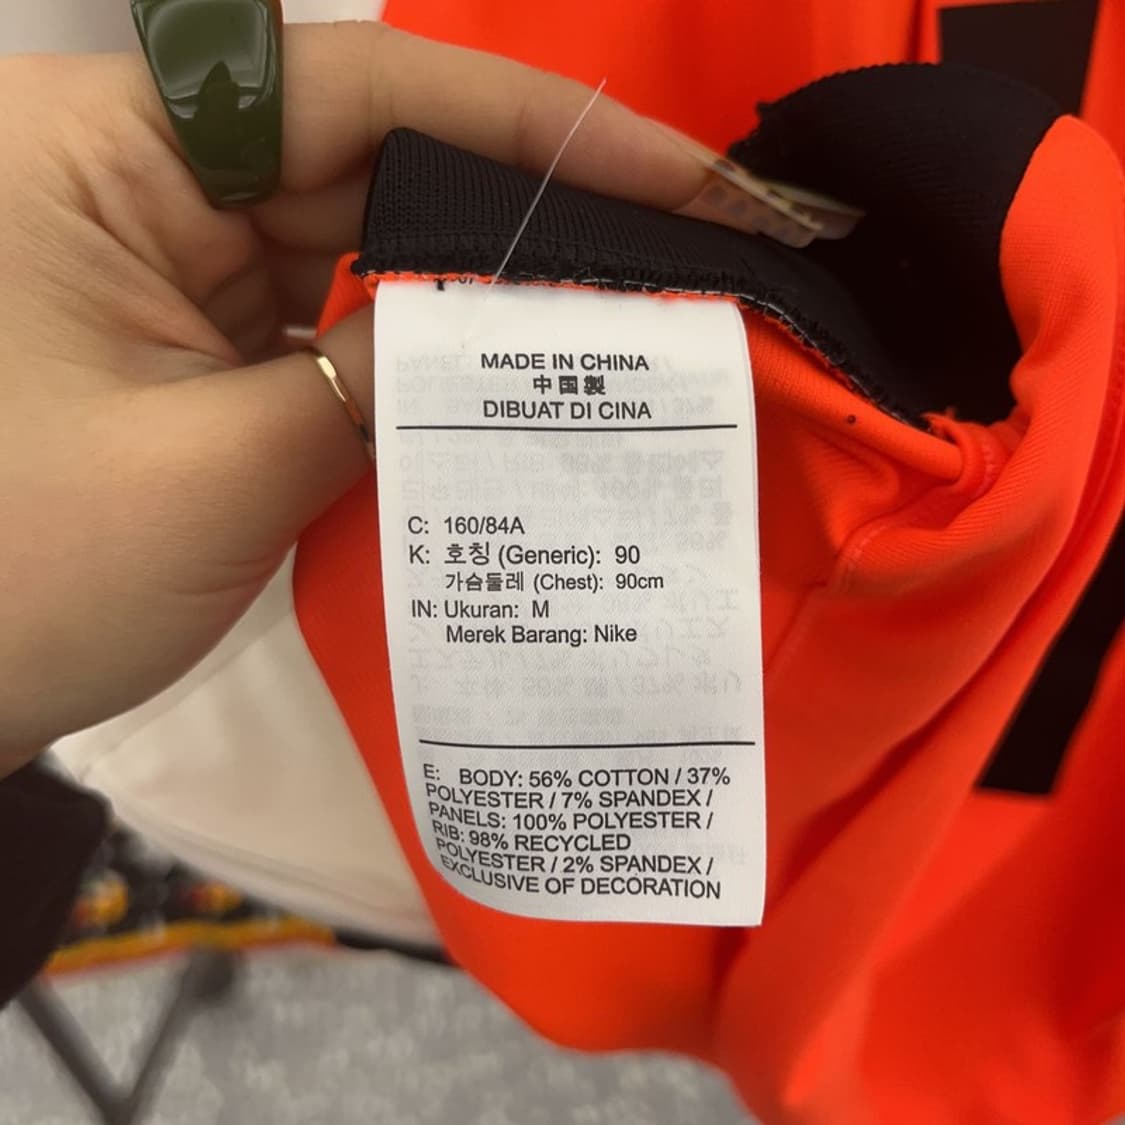 MADE IN CHINA
中国製
DIBUAT DI CINA
C: 160/84A
K: 호칭 (Generic): 90
가슴둘레 (Chest): 90cm
IN: Ukuran: M
Merek Barang: Nike
E: BODY: 56% COTTON / 37%
POLYESTER / 7% SPANDEX /
PANELS: 100% POLYESTER /
RIB: 98% RECYCLED
POLYESTER / 2% SPANDEX /
EXCLUSIVE OF DECORATION